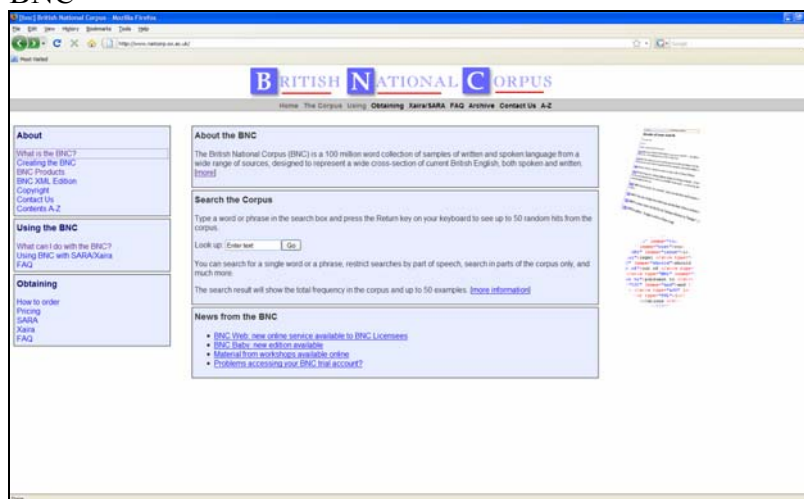 BNC
[bnc] British National Corpus - Mozilla Firefox
File Edit View History Bookmarks Tools Help
http://www.natcorp.ox.ac.uk/
Most Visited
BRITISH NATIONAL CORPUS
Home The Corpus Using Obtaining Xaira/SARA FAQ Archive Contact Us A-Z
About
What is the BNC?
Creating the BNC
BNC Products
BNC XML Edition
Copyright
Contact Us
Contents A-Z
Using the BNC
What can I do with the BNC?
Using BNC with SARA/Xaira
FAQ
Obtaining
How to order
Pricing
SARA
Xaira
FAQ
About the BNC
The British National Corpus (BNC) is a 100 million word collection of samples of written and spoken language from a
wide range of sources, designed to represent a wide cross-section of current British English, both spoken and written.
[more]
Search the Corpus
Type a word or phrase in the search box and press the Return key on your keyboard to see up to 50 random hits from the
corpus.
Look up: Enter text Go
You can search for a single word or a phrase, restrict searches by part of speech, search in parts of the corpus only, and
much more.
The search result will show the total frequency in the corpus and up to 50 examples. [more information]
News from the BNC
BNC Web: new online service available to BNC Licensees
BNC Baby: new edition available
Material from workshops available online
Problems accessing your BNC trial account?